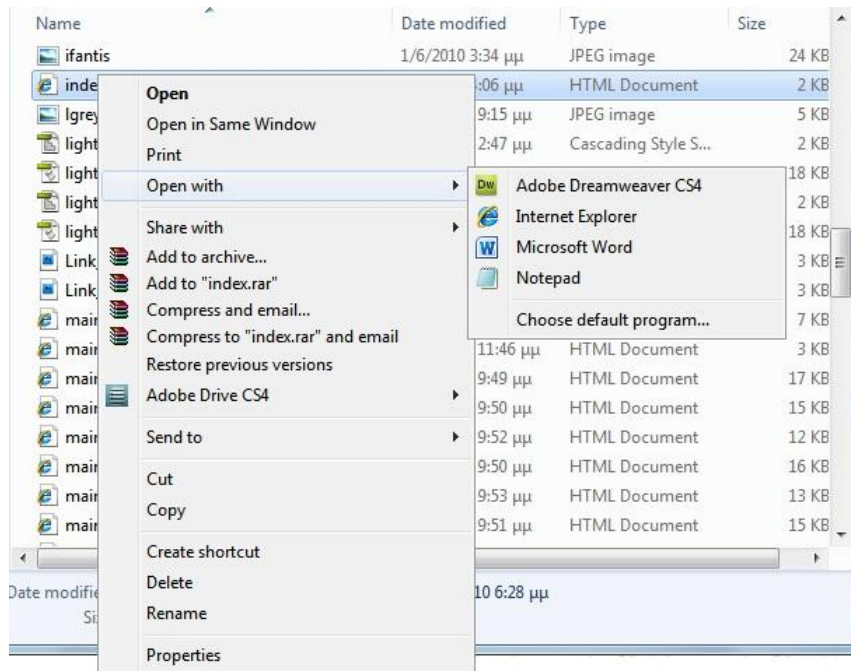 Name Date modified Type Size
ifantis 1/6/2010 3:34 μμ JPEG image 24 KB
inde :06 μμ HTML Document 2 KB
lgrey 9:15 μμ JPEG image 5 KB
light 2:47 μμ Cascading Style S... 2 KB
light 18 KB
light 2 KB
light 18 KB
Link 3 KB
Link 3 KB
main 7 KB
main 11:46 μμ HTML Document 3 KB
main 9:49 μμ HTML Document 17 KB
main 9:50 μμ HTML Document 15 KB
main 9:52 μμ HTML Document 12 KB
main 9:50 μμ HTML Document 16 KB
main 9:53 μμ HTML Document 13 KB
main 9:51 μμ HTML Document 15 KB
Open
Open in Same Window
Print
Open with
Share with
Add to archive...
Add to "index.rar"
Compress and email...
Compress to "index.rar" and email
Restore previous versions
Adobe Drive CS4
Send to
Cut
Copy
Create shortcut
Delete
Rename
Properties
Adobe Dreamweaver CS4
Internet Explorer
Microsoft Word
Notepad
Choose default program...
Date modifie 10 6:28 μμ
Si